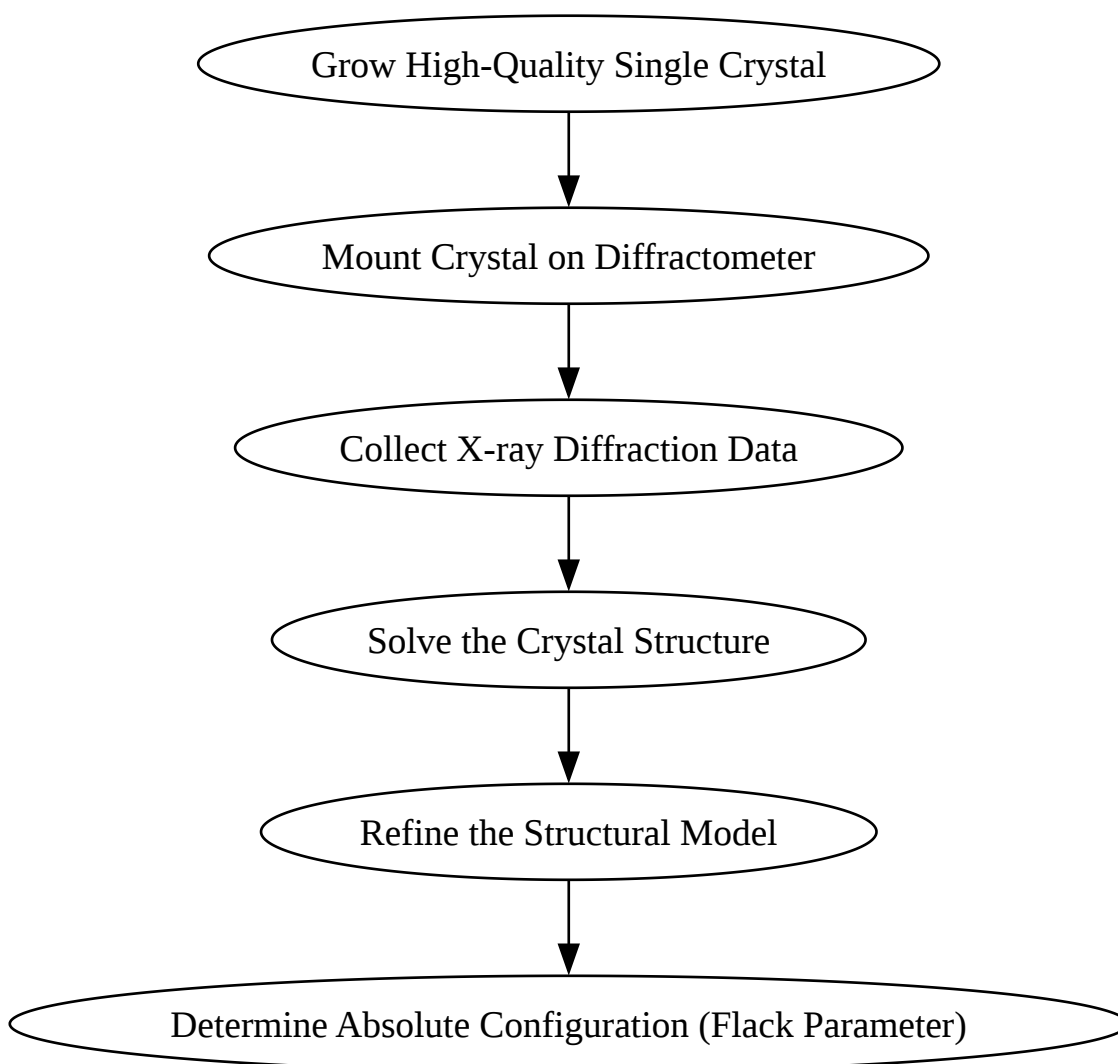 Grow High-Quality Single Crystal
Mount Crystal on Diffractometer
Collect X-ray Diffraction Data
Solve the Crystal Structure
Refine the Structural Model
Determine Absolute Configuration (Flack Parameter)